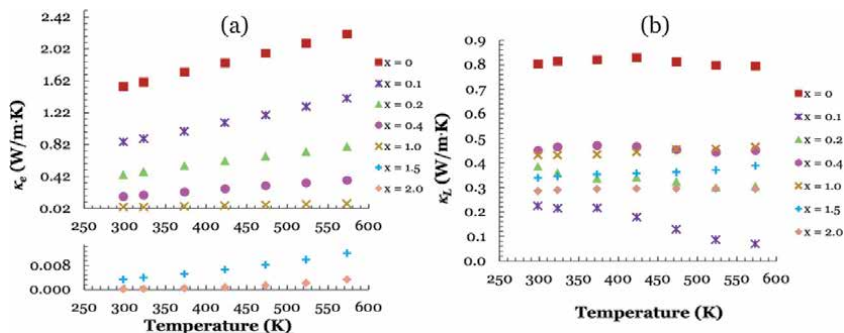 (a)
2.42
2.02
1.62
1.22
0.82
0.42
0.02
κe (W/m·K)
250 300 350 400 450 500 550 600
x = 0
x = 0.1
x = 0.2
x = 0.4
x = 1.0
x = 1.5
x = 2.0
0.008
0.000
250 300 350 400 450 500 550 600
Temperature (K)
(b)
0.9
0.8
0.7
0.6
0.5
0.4
0.3
0.2
0.1
0.0
κL (W/m·K)
250 300 350 400 450 500 550 600
Temperature (K)
x = 0
x = 0.1
x = 0.2
x = 0.4
x = 1.0
x = 1.5
x = 2.0